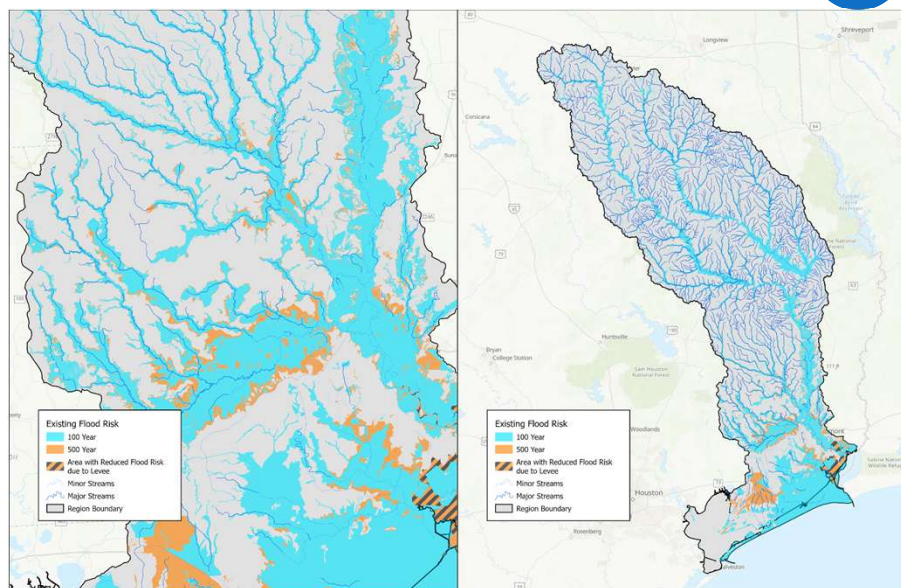 Existing Flood Risk
100 Year
500 Year
Area with Reduced Flood Risk
due to Levee
Minor Streams
Major Streams
Region Boundary
Shreveport
Longview
Corsicana
Huntsville
Bryan
College Station
Sam Houston
National Forest
Woodlands
Houston
Rosenberg
Existing Flood Risk
100 Year
500 Year
Area with Reduced Flood Risk
due to Levee
Minor Streams
Major Streams
Region Boundary